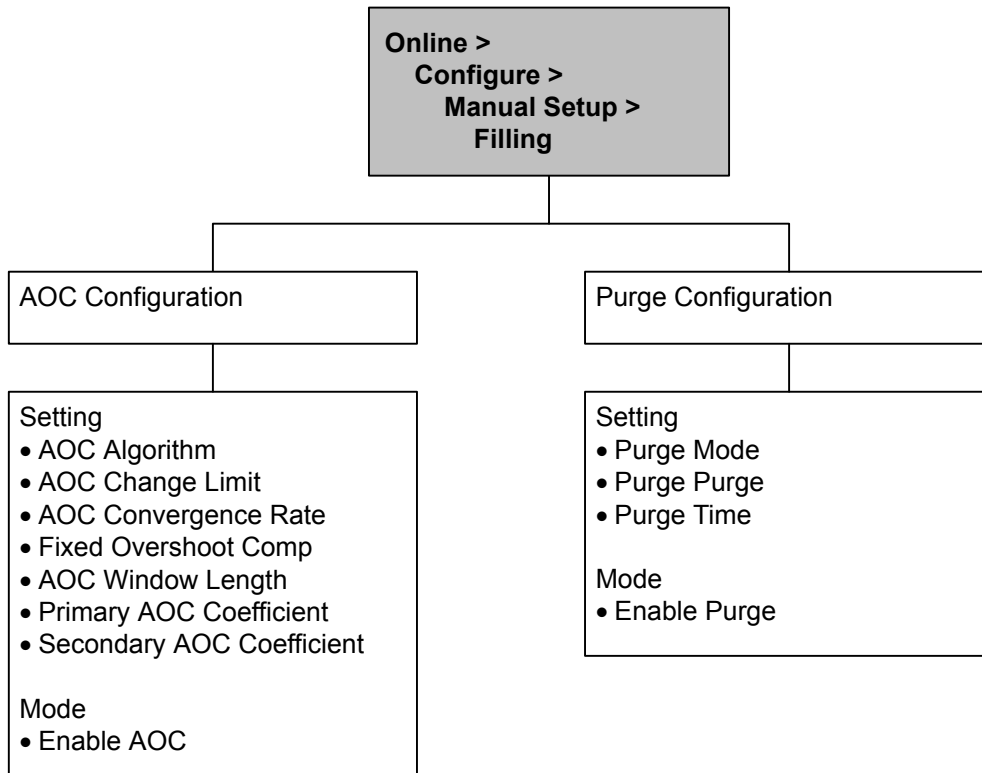 Online >
Configure >
Manual Setup >
Filling
AOC Configuration
Setting
• AOC Algorithm
• AOC Change Limit
• AOC Convergence Rate
• Fixed Overshoot Comp
• AOC Window Length
• Primary AOC Coefficient
• Secondary AOC Coefficient
Mode
• Enable AOC
Purge Configuration
Setting
• Purge Mode
• Purge Purge
• Purge Time
Mode
• Enable Purge